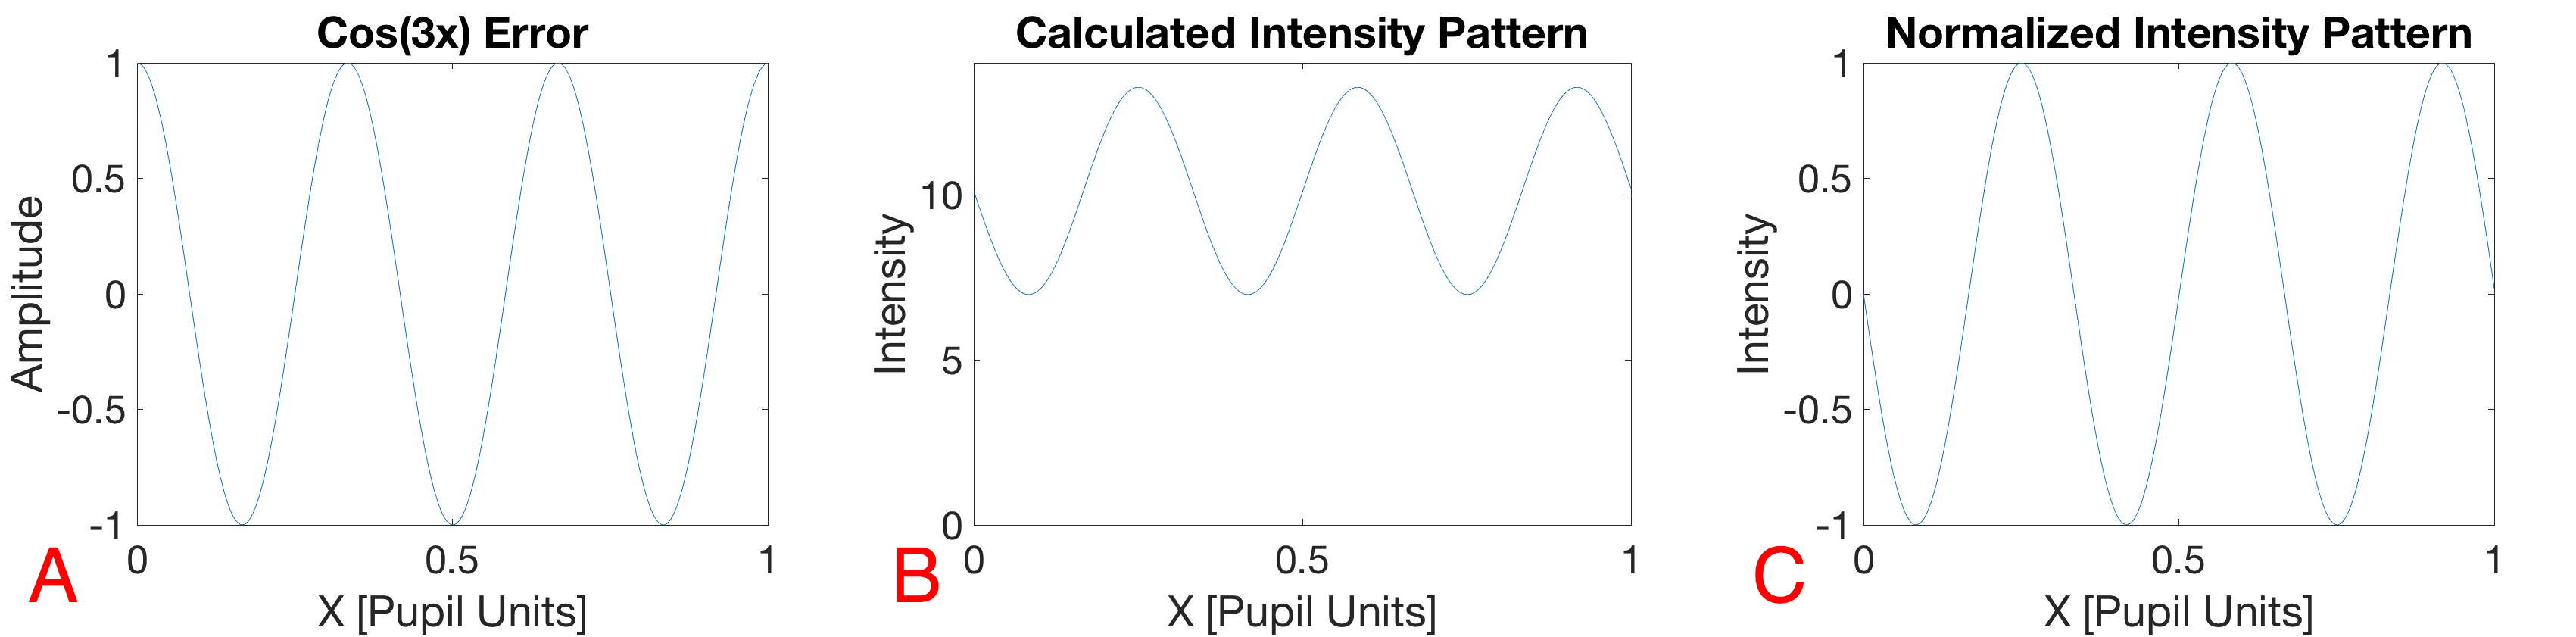 Cos(3x) Error
1
0.5
0
-0.5
-1
Amplitude
0
0.5
1
X [Pupil Units]
A
Calculated Intensity Pattern
10
5
0
Intensity
0
0.5
1
X [Pupil Units]
B
Normalized Intensity Pattern
1
0.5
0
-0.5
-1
Intensity
0
0.5
1
X [Pupil Units]
C